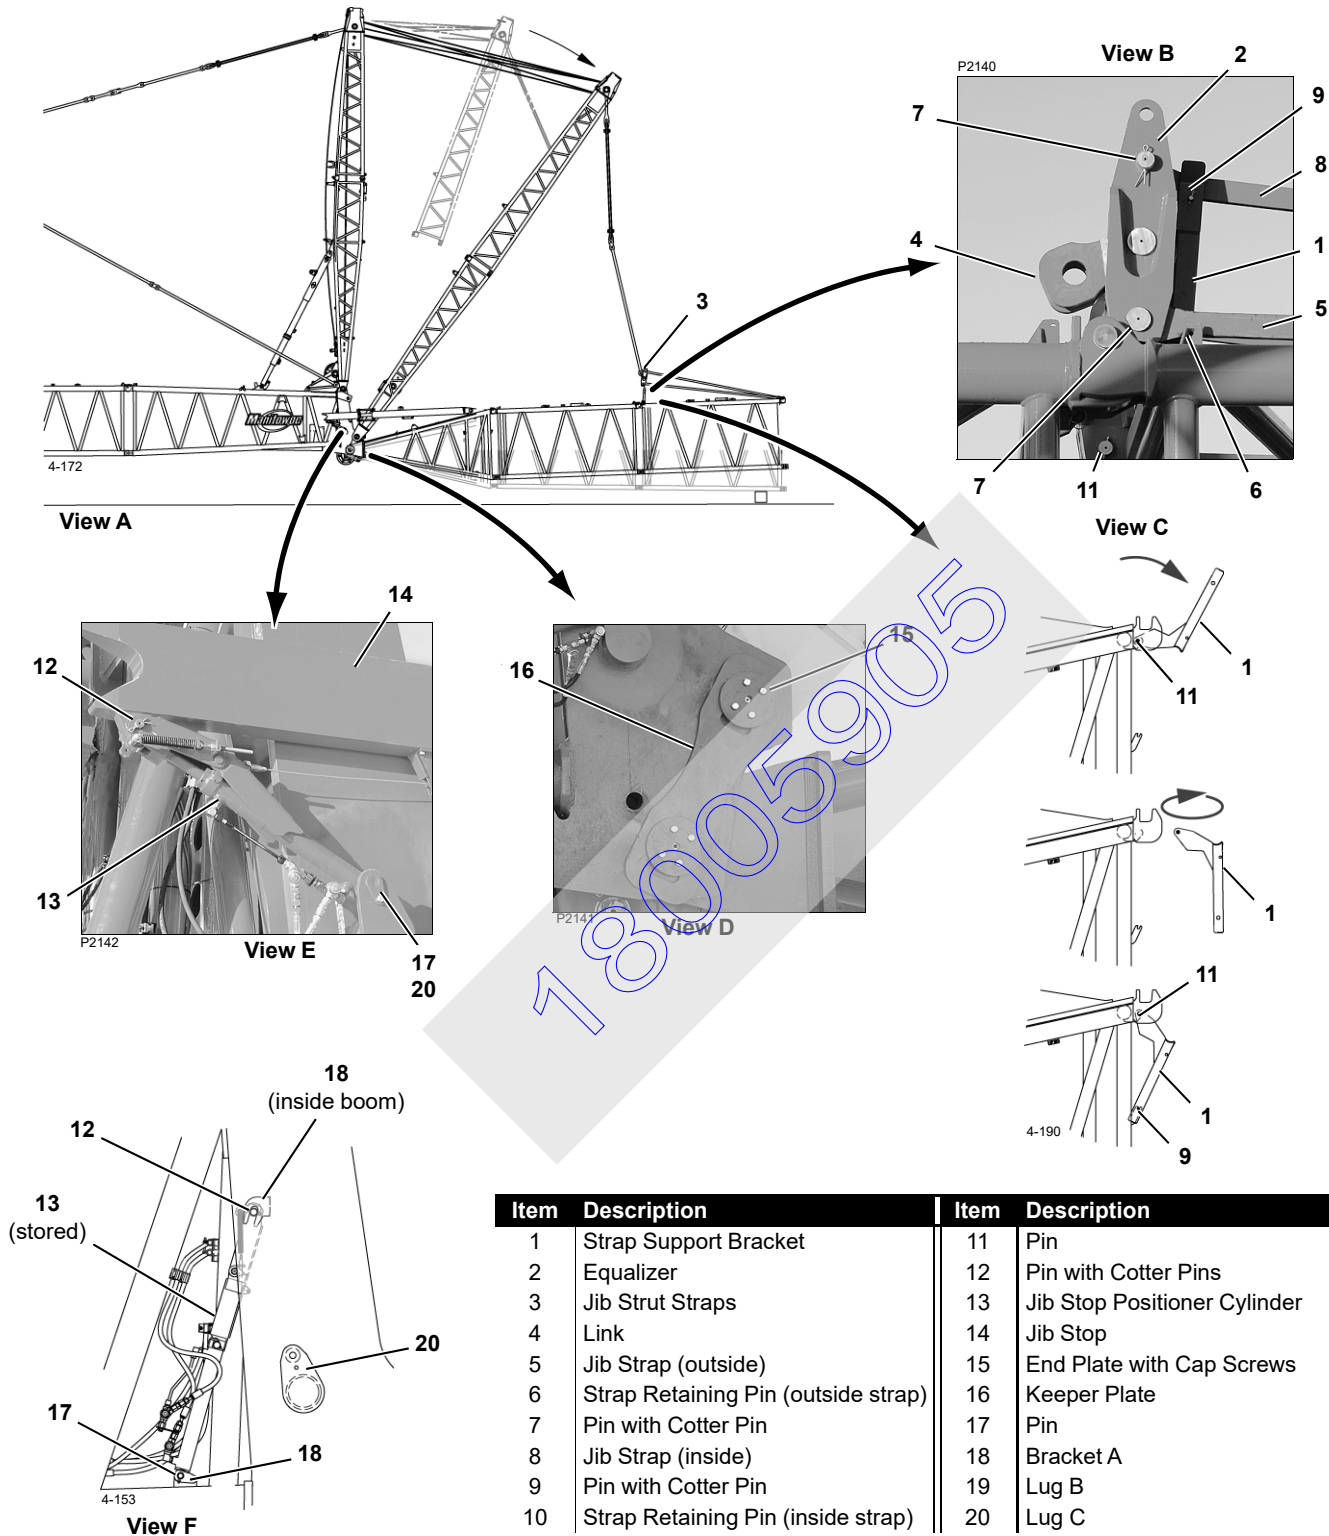 View B
P2140
2
9
7
8
4
1
5
3
7
11
6
4-172
View A
View C
1
11
14
12
13
P2142
View E
17
20
15
16
P2141
View D
1
11
1
9
4-190
18005905
18
(inside boom)
12
13
(stored)
20
17
18
4-153
View F
Item Description Item Description
1 Strap Support Bracket 11 Pin
2 Equalizer 12 Pin with Cotter Pins
3 Jib Strut Straps 13 Jib Stop Positioner Cylinder
4 Link 14 Jib Stop
5 Jib Strap (outside) 15 End Plate with Cap Screws
6 Strap Retaining Pin (outside strap) 16 Keeper Plate
7 Pin with Cotter Pin 17 Pin
8 Jib Strap (inside) 18 Bracket A
9 Pin with Cotter Pin 19 Lug B
10 Strap Retaining Pin (inside strap) 20 Lug C